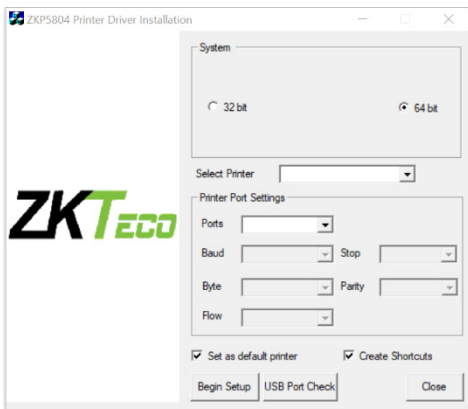 ZKP5804 Printer Driver Installation
System
32 bit
64 bit
Select Printer
ZKTECO
Printer Port Settings
Ports
Baud Stop
Byte Parity
Flow
Set as default printer Create Shortcuts
Begin Setup USB Port Check Close